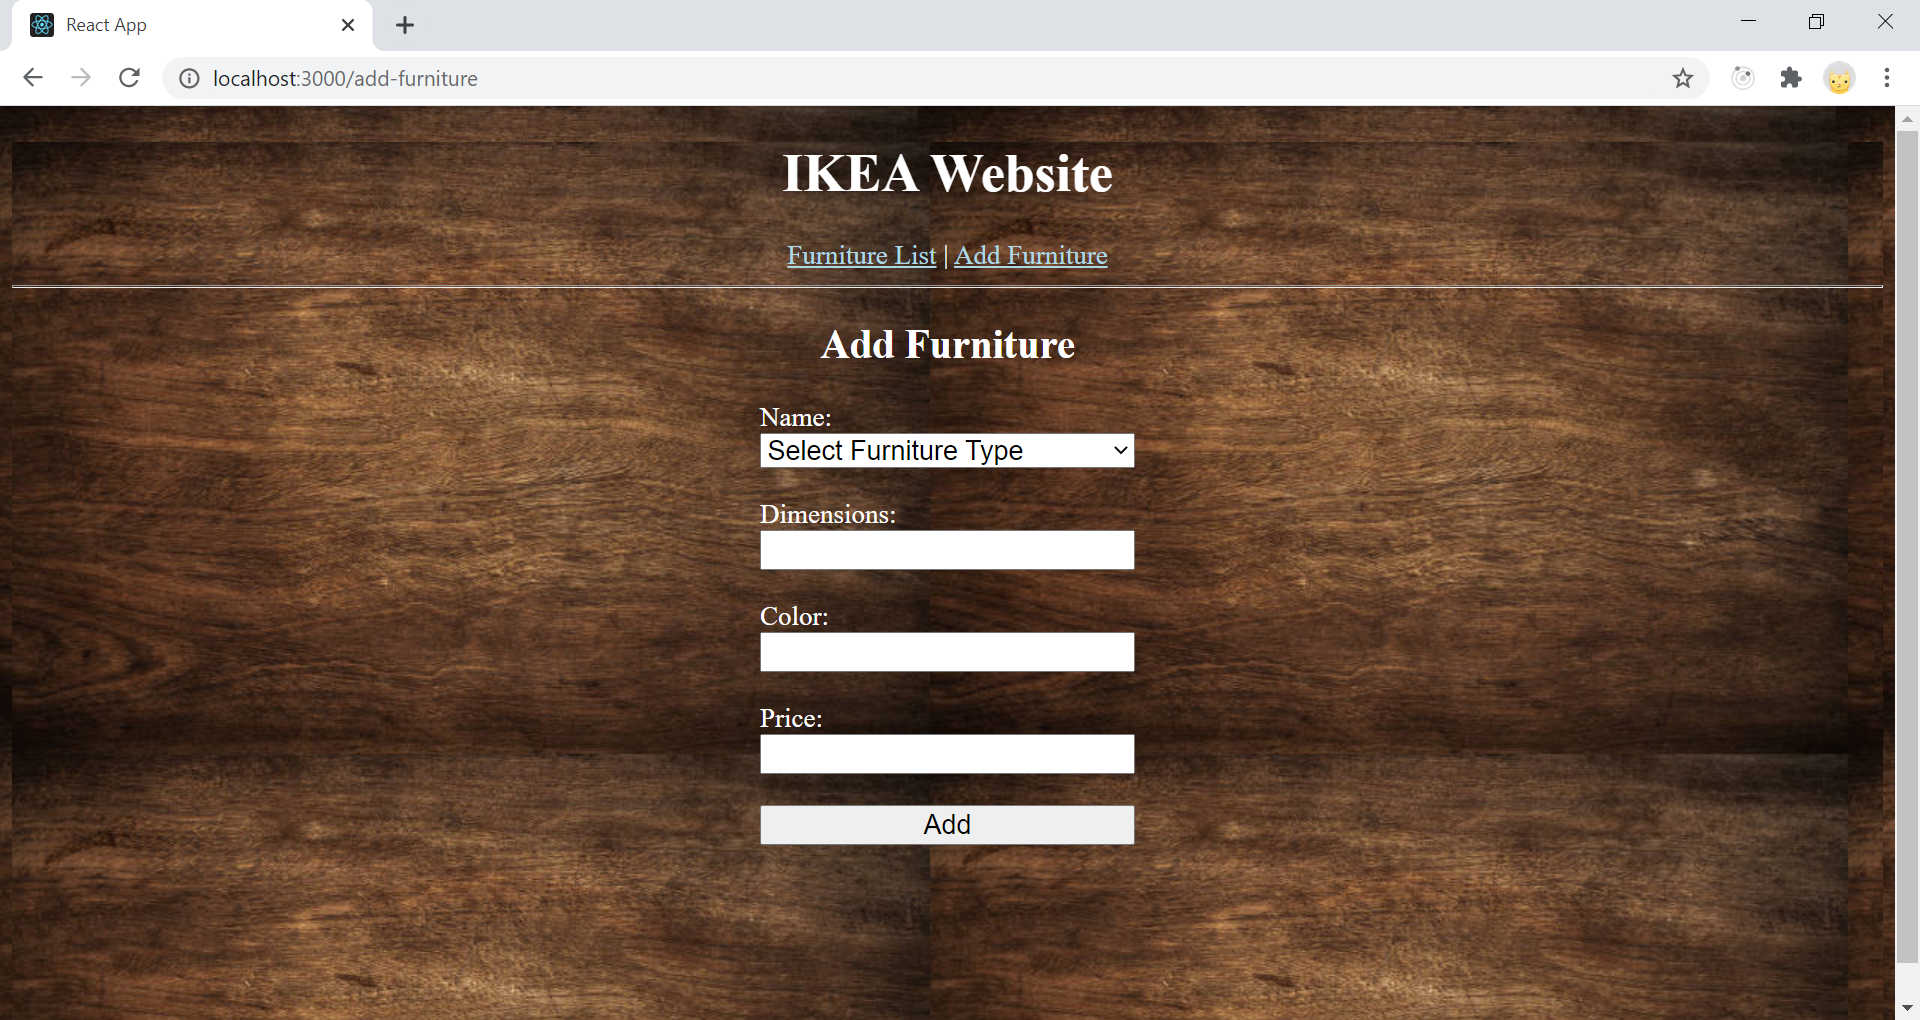 React App
localhost:3000/add-furniture
IKEA Website
Furniture List | Add Furniture
Add Furniture
Name:
Select Furniture Type
Dimensions:
Color:
Price:
Add